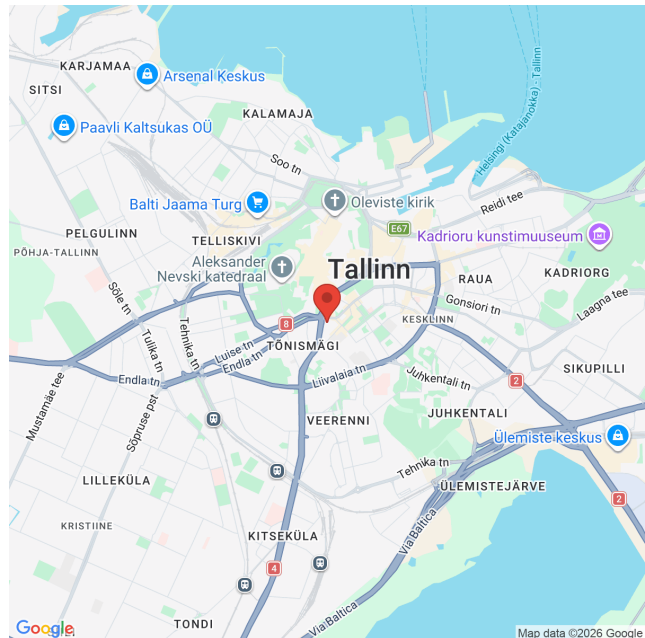 KARJAMAA
Arsenal Keskus
SITSI
KALAMAJA
Paavli Kaltsukas OÜ
Helsingi (Katajanokka) - Tallinn
Soo tn
Balti Jaama Turg
Oleviste kirik
Reidi tee
E67
PELGULINN
TELLISKIVI
Kadrioru kunstimuuseum
PÕHJA-TALLINN
Aleksander
Nevski katedraal
Tallinn
RAUA
KADRIORG
Sõle tn
Gonsiori tn
Laagna tee
Tulika tn
Tehnika tn
8
KESKLINN
Luise tn
TÕNISMÄGI
Endla tn
Endla tn
Liivalaia tn
Juhkentali tn
2
SIKUPILLI
Mustamäe tee
Sõpruse pst
VEERENNI
JUHKENTALI
Ülemiste keskus
Tehnika tn
LILLEKÜLA
ÜLEMISTEJÄRVE
2
KRISTIINE
Via Baltica
KITSEKÜLA
4
TONDI
Via Baltica
Google
Map data ©2026 Google